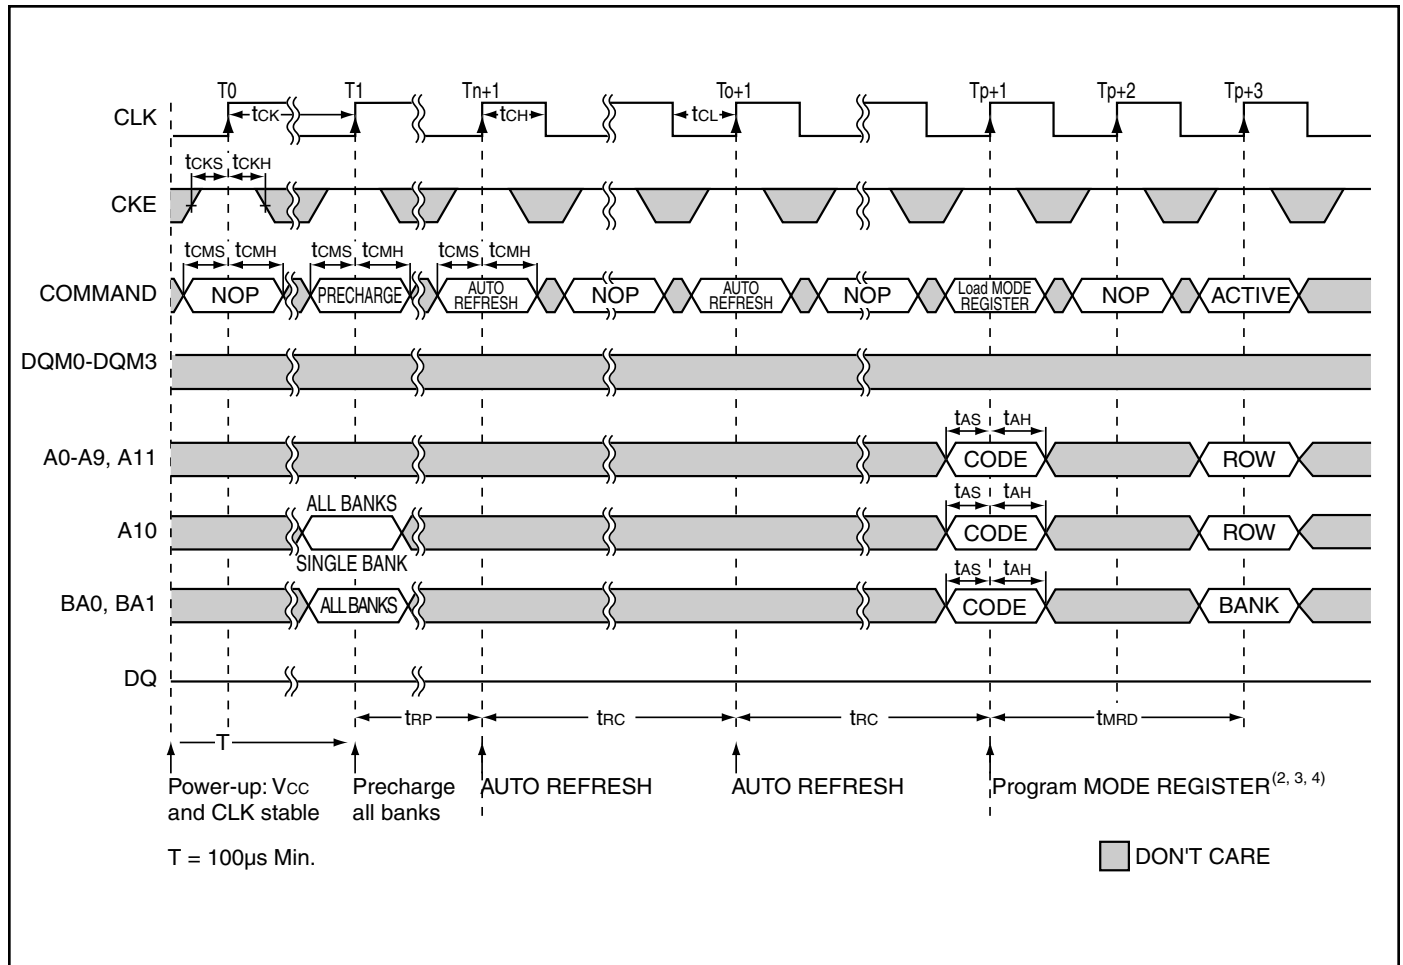 T0 T1 Tn+1 To+1 Tp+1 Tp+2 Tp+3
CLK tCK tCH tCL
tCKS tCKH
CKE
tCMS tCMH tCMS tCMH tCMS tCMH
COMMAND NOP PRECHARGE AUTO REFRESH NOP AUTO REFRESH NOP Load MODE REGISTER NOP ACTIVE
DQM0-DQM3
tAS tAH
A0-A9, A11 CODE ROW
ALL BANKS tAS tAH
A10 CODE ROW
SINGLE BANK tAS tAH
BA0, BA1 ALL BANKS CODE BANK
DQ
tRP tRC tRC tMRD
T
Power-up: VCC Precharge AUTO REFRESH AUTO REFRESH Program MODE REGISTER(2, 3, 4)
and CLK stable all banks
T = 100µs Min. DON'T CARE